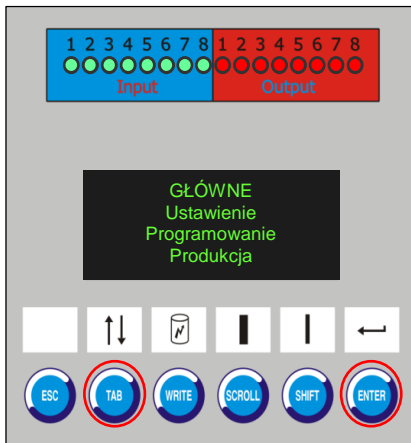 1 2 3 4 5 6 7 8 1 2 3 4 5 6 7 8
Input Output
GŁÓWNE
Ustawienie
Programowanie
Produkcja
ESC TAB WRITE SCROLL SHIFT ENTER